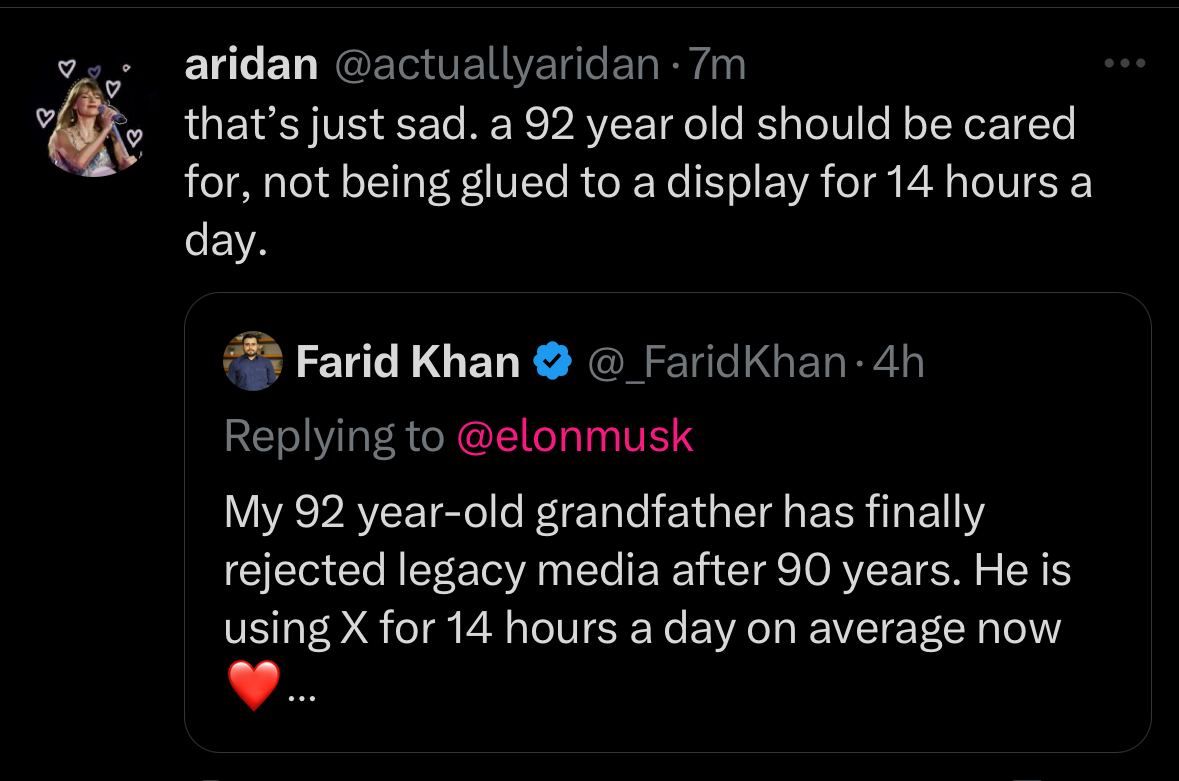 aridan @actuallyaridan · 7m
that’s just sad. a 92 year old should be cared
for, not being glued to a display for 14 hours a
day.
Farid Khan @_FaridKhan · 4h
Replying to @elonmusk
My 92 year-old grandfather has finally
rejected legacy media after 90 years. He is
using X for 14 hours a day on average now
❤️...